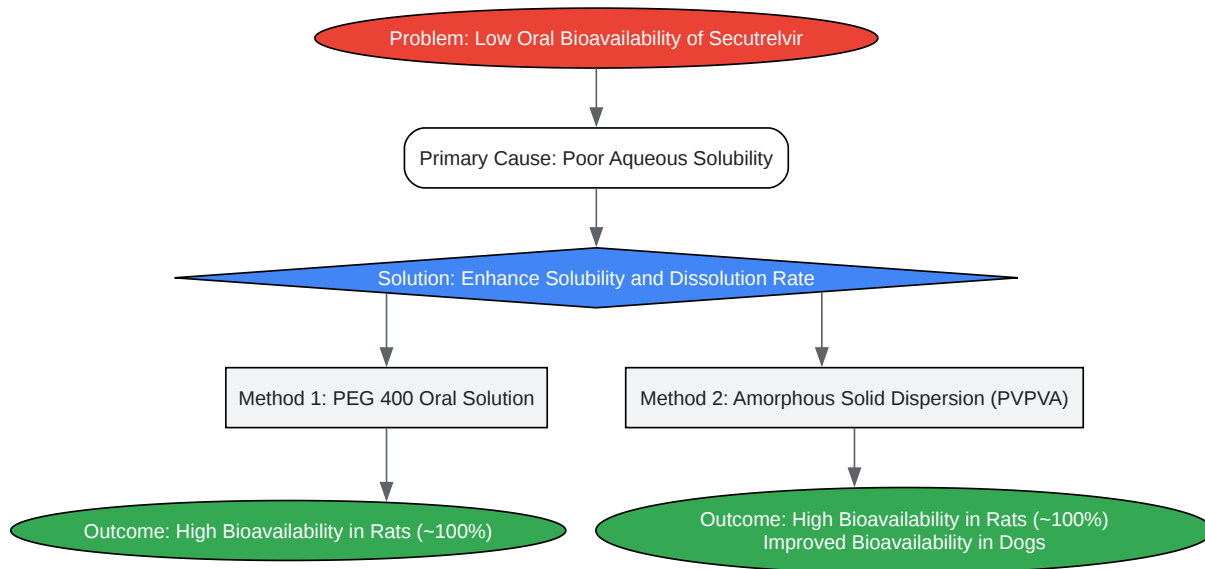 Problem: Low Oral Bioavailability of Secutrelvir
Primary Cause: Poor Aqueous Solubility
Solution: Enhance Solubility and Dissolution Rate
Method 1: PEG 400 Oral Solution
Method 2: Amorphous Solid Dispersion (PVPVA)
Outcome: High Bioavailability in Rats (~100%)
Outcome: High Bioavailability in Rats (~100%)
Improved Bioavailability in Dogs